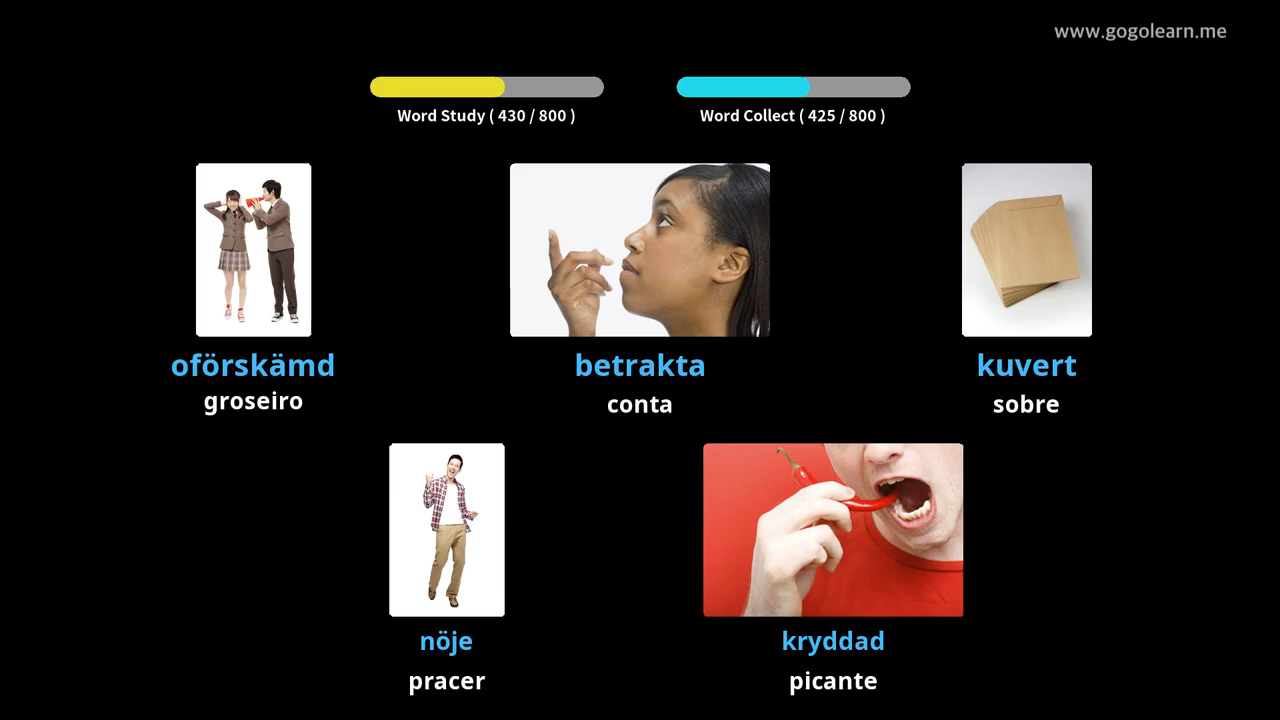 www.gogolearn.me
Word Study ( 430 / 800 )
Word Collect ( 425 / 800 )
oförskämd
groseiro
betrakta
conta
kuvert
sobre
nöje
pracer
kryddad
picante